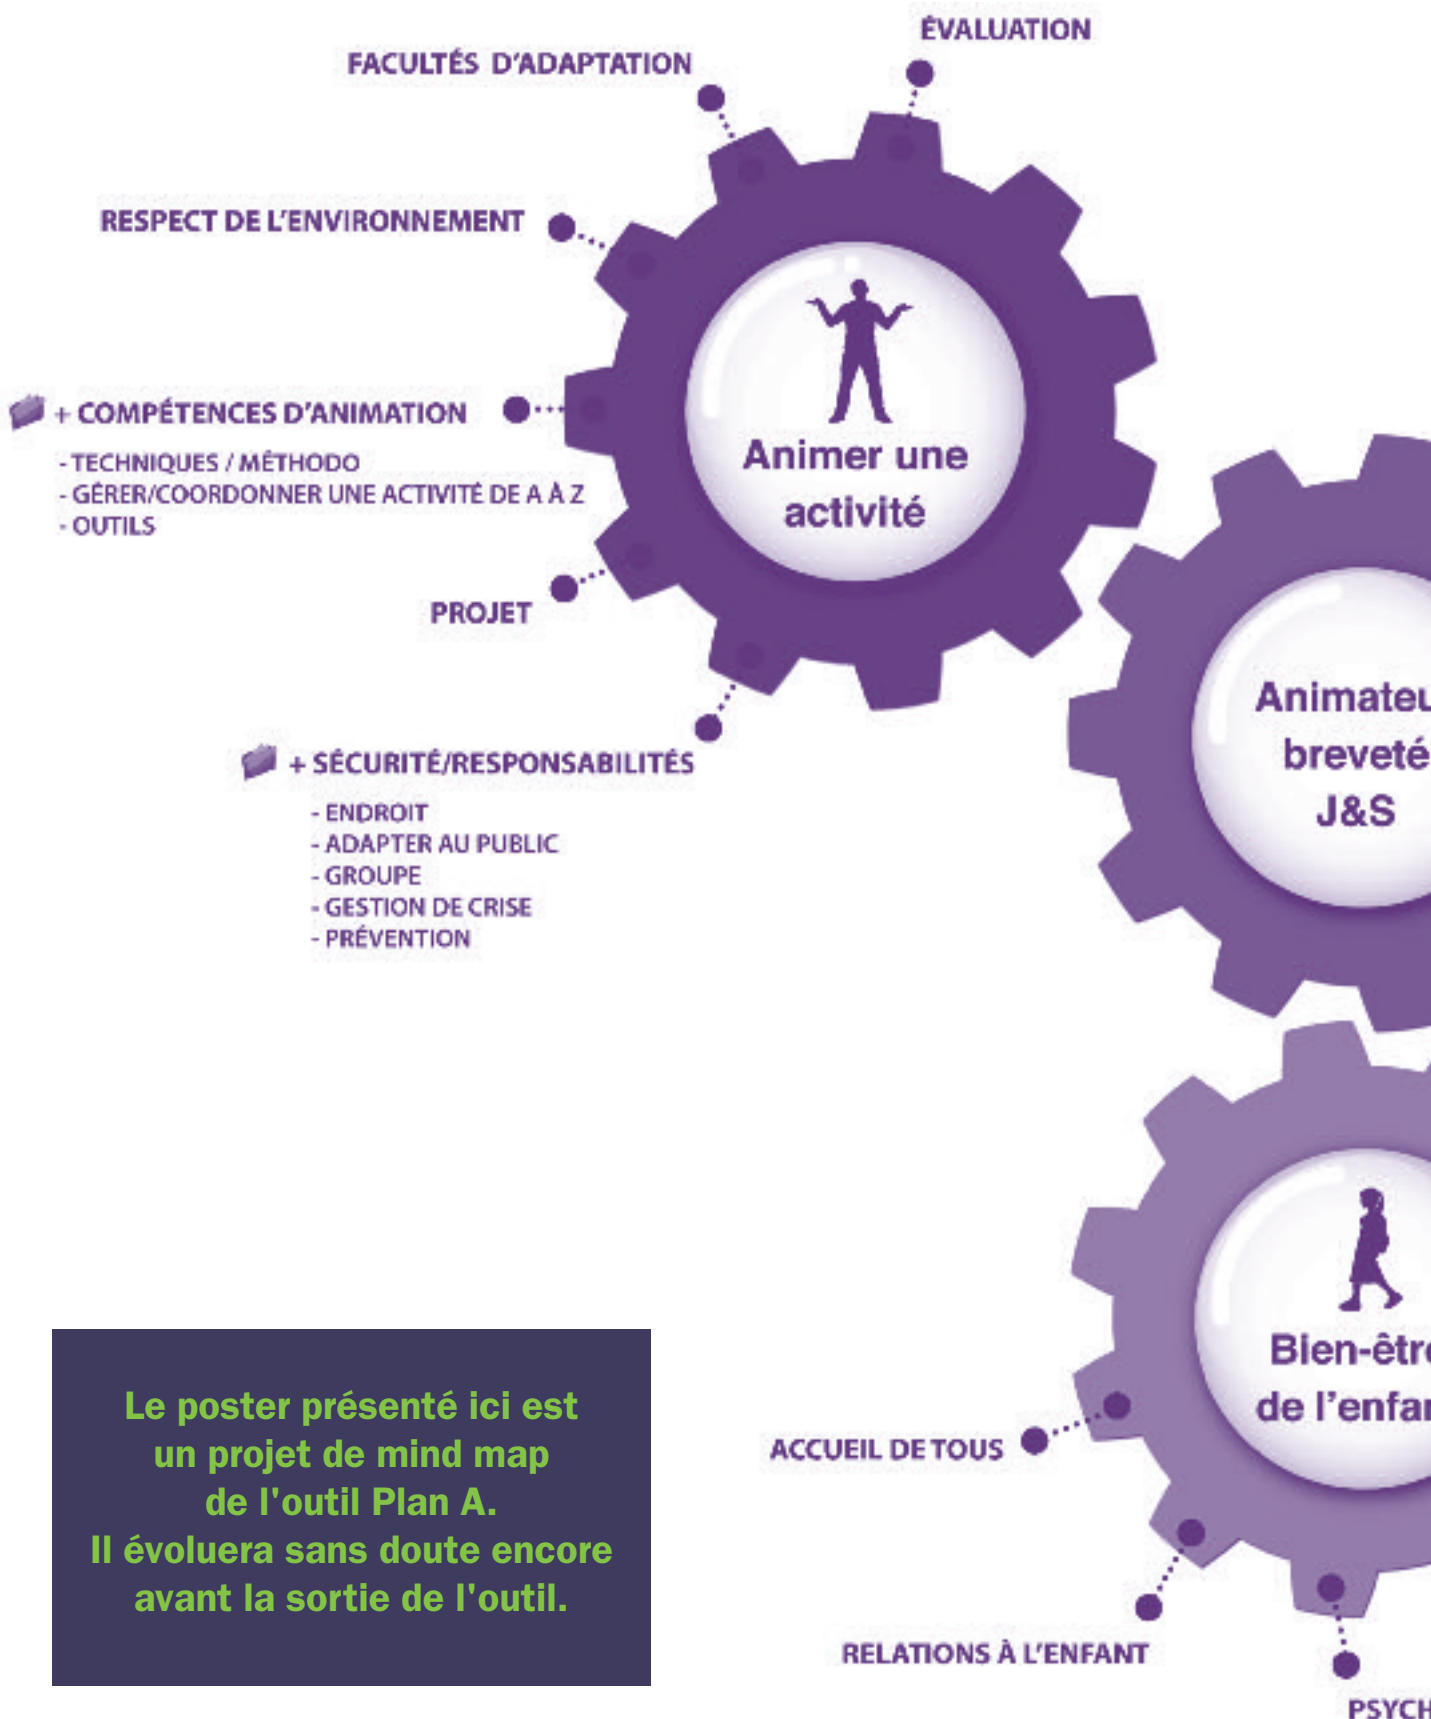 ÉVALUATION
FACULTÉS D'ADAPTATION
RESPECT DE L'ENVIRONNEMENT
+ COMPÉTENCES D'ANIMATION
- TECHNIQUES / MÉTHODO
- GÉRER/COORDONNER UNE ACTIVITÉ DE A À Z
- OUTILS
PROJET
+ SÉCURITÉ/RESPONSABILITÉS
- ENDROIT
- ADAPTER AU PUBLIC
- GROUPE
- GESTION DE CRISE
- PRÉVENTION
Animer une
activité
breveté
J&S
de l'
ACCUEIL DE TOUS
RELATIONS À L'ENFANT
Le poster présenté ici est
un projet de mind map
de l'outil Plan A.
Il évoluera sans doute encore
avant la sortie de l'outil.